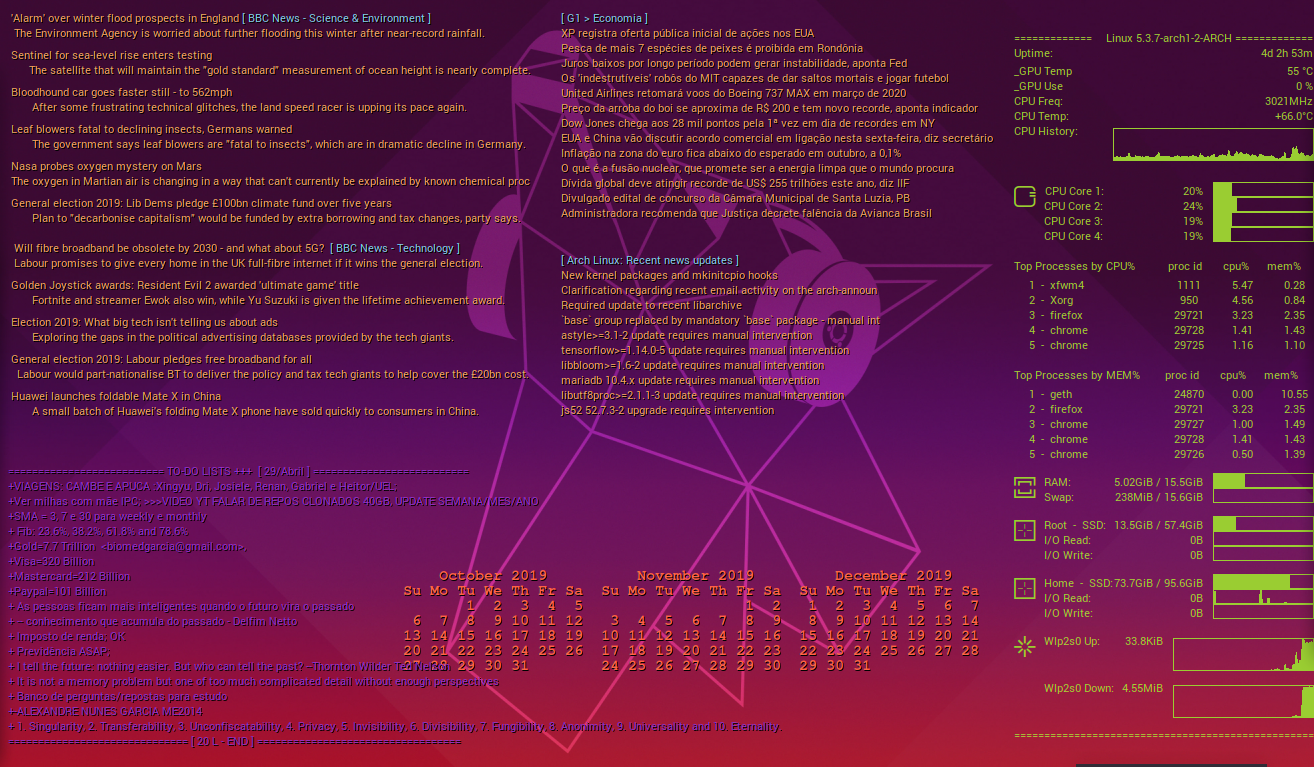 'Alarm' over winter flood prospects in England [ BBC News - Science & Environment ]
The Environment Agency is worried about further flooding this winter after near-record rainfall.
Sentinel for sea-level rise enters testing
The satellite that will maintain the "gold standard" measurement of ocean height is nearly complete.
Bloodhound car goes faster still - to 562mph
After some frustrating technical glitches, the land speed racer is upping its pace again.
Leaf blowers fatal to declining insects, Germans warned
The government says leaf blowers are "fatal to insects", which are in dramatic decline in Germany.
Nasa probes oxygen mystery on Mars
The oxygen in Martian air is changing in a way that can't currently be explained by known chemical proc
General election 2019: Lib Dems pledge £100bn climate fund over five years
Plan to "decarbonise capitalism" would be funded by extra borrowing and tax changes, party says.
Will fibre broadband be obsolete by 2030 - and what about 5G? [ BBC News - Technology ]
Labour promises to give every home in the UK full-fibre internet if it wins the general election.
Golden Joystick awards: Resident Evil 2 awarded 'ultimate game' title
Fortnite and streamer Ewok also win, while Yu Suzuki is given the lifetime achievement award.
Election 2019: What big tech isn't telling us about ads
Exploring the gaps in the political advertising databases provided by the tech giants.
General election 2019: Labour pledges free broadband for all
Labour would part-nationalise BT to deliver the policy and tax tech giants to help cover the £20bn cost.
Huawei launches foldable Mate X in China
A small batch of Huawei's folding Mate X phone have sold quickly to consumers in China.
[ G1 > Economia ]
XP registra oferta pública inicial de ações nos EUA
Pesca de mais 7 espécies de peixes é proibida em Rondônia
Juros baixos por longo período podem gerar instabilidade, aponta Fed
Os 'indestrutíveis' robôs do MIT capazes de dar saltos mortais e jogar futebol
United Airlines retomará voos do Boeing 737 MAX em março de 2020
Preço da arroba do boi se aproxima de R$ 200 e tem novo recorde, aponta indicador
Dow Jones chega aos 28 mil pontos pela 1ª vez em dia de recordes em NY
EUA e China vão discutir acordo comercial em ligação nesta sexta-feira, diz secretário
Inflação na zona do euro fica abaixo do esperado em outubro, a 0,1%
O que é a fusão nuclear, que promete ser a energia limpa que o mundo procura
Dívida global deve atingir recorde de US$ 255 trilhões este ano, diz IIF
Divulgado edital de concurso da Câmara Municipal de Santa Luzia, PB
Administradora recomenda que Justiça decrete falência da Avianca Brasil
[ Arch Linux: Recent news updates ]
New kernel packages and mkinitcpio hooks
Clarification regarding recent email activity on the arch-announ
Required update to recent libarchive
`base` group replaced by mandatory `base` package - manual int
astyle>=3.1-2 update requires manual intervention
tensorflow>=1.14.0-5 update requires manual intervention
libbloom>=1.6-2 update requires manual intervention
mariadb 10.4.x update requires manual intervention
libutf8proc>=2.1.1-3 update requires manual intervention
js52 52.7.3-2 upgrade requires intervention
============= Linux 5.3.7-arch1-2-ARCH =============
Uptime: 4d 2h 53m
_GPU Temp 55 °C
_GPU Use 0 %
CPU Freq: 3021MHz
CPU Temp: +66.0°C
CPU History:
CPU Core 1: 20%
CPU Core 2: 24%
CPU Core 3: 19%
CPU Core 4: 19%
Top Processes by CPU% proc id cpu% mem%
1 - xfwm4 1111 5.47 0.28
2 - Xorg 950 4.56 0.84
3 - firefox 29721 3.23 2.35
4 - chrome 29728 1.41 1.43
5 - chrome 29725 1.16 1.10
Top Processes by MEM% proc id cpu% mem%
1 - geth 24870 0.00 10.55
2 - firefox 29721 3.23 2.35
3 - chrome 29727 1.00 1.49
4 - chrome 29728 1.41 1.43
5 - chrome 29726 0.50 1.39
RAM: 5.02GiB / 15.5GiB
Swap: 238MiB / 15.6GiB
Root - SSD: 13.5GiB / 57.4GiB
I/O Read: 0B
I/O Write: 0B
Home - SSD:73.7GiB / 95.6GiB
I/O Read: 0B
I/O Write: 0B
Wlp2s0 Up: 33.8KiB
Wlp2s0 Down: 4.55MiB
========================== TO-DO LISTS +++ [ 29/Abril ] ==========================
+VIAGENS: CAMBE E APUCA :Xingyu, Dri, Josiele, Renan, Gabriel e Heitor/UEL;
+Ver milhas com mãe IPC; >>>VIDEO YT FALAR DE REPOS CLONADOS 40GB, UPDATE SEMANA/MES/ANO
+SMA = 3, 7 e 30 para weekly e monthly
+ Fib: 23.6%, 38.2%, 61.8% and 78.6%
+Gold=7.7 Trillion <biomedgarcia@gmail.com>.
+Visa=320 Billion
+Mastercard=212 Billion
+Paypal=101 Billion
+ As pessoas ficam mais inteligentes quando o futuro vira o passado
+ -- conhecimento que acumula do passado - Delfim Netto
+ Imposto de renda; OK
+ Previdência ASAP;
+ I tell the future: nothing easier. But who can tell the past? --Thornton Wilder Ted Nelson
+ It is not a memory problem but one of too much complicated detail without enough perspectives
+ Banco de perguntas/repostas para estudo
+-ALEXANDRE NUNES GARCIA ME2014
+ 1. Singularity, 2. Transferability, 3. Unconfiscatability, 4. Privacy, 5. Invisibility, 6. Divisibility, 7. Fungibility, 8. Anonimity, 9. Universality and 10. Eternality.
============================== [ 20 L - END ] ==================================
October 2019 November 2019 December 2019
Su Mo Tu We Th Fr Sa Su Mo Tu We Th Fr Sa Su Mo Tu We Th Fr Sa
1 2 3 4 5 1 2 1 2 3 4 5 6 7
6 7 8 9 10 11 12 3 4 5 6 7 8 9 8 9 10 11 12 13 14
13 14 15 16 17 18 19 10 11 12 13 14 15 16 15 16 17 18 19 20 21
20 21 22 23 24 25 26 17 18 19 20 21 22 23 22 23 24 25 26 27 28
27 28 29 30 31 24 25 26 27 28 29 30 29 30 31